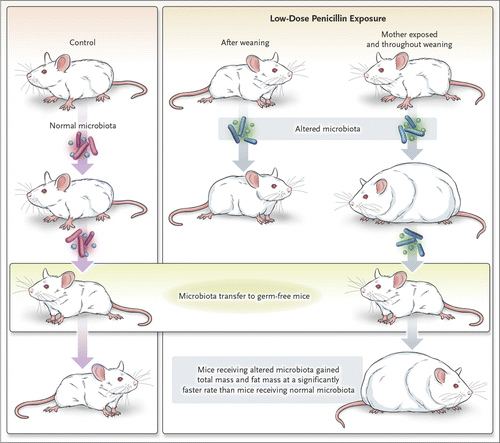 Low-Dose Penicillin Exposure
Control
After weaning
Mother exposed
and throughout weaning
Normal microbiota
Altered microbiota
Microbiota transfer to germ-free mice
Mice receiving altered microbiota gained
total mass and fat mass at a significantly
faster rate than mice receiving normal microbiota